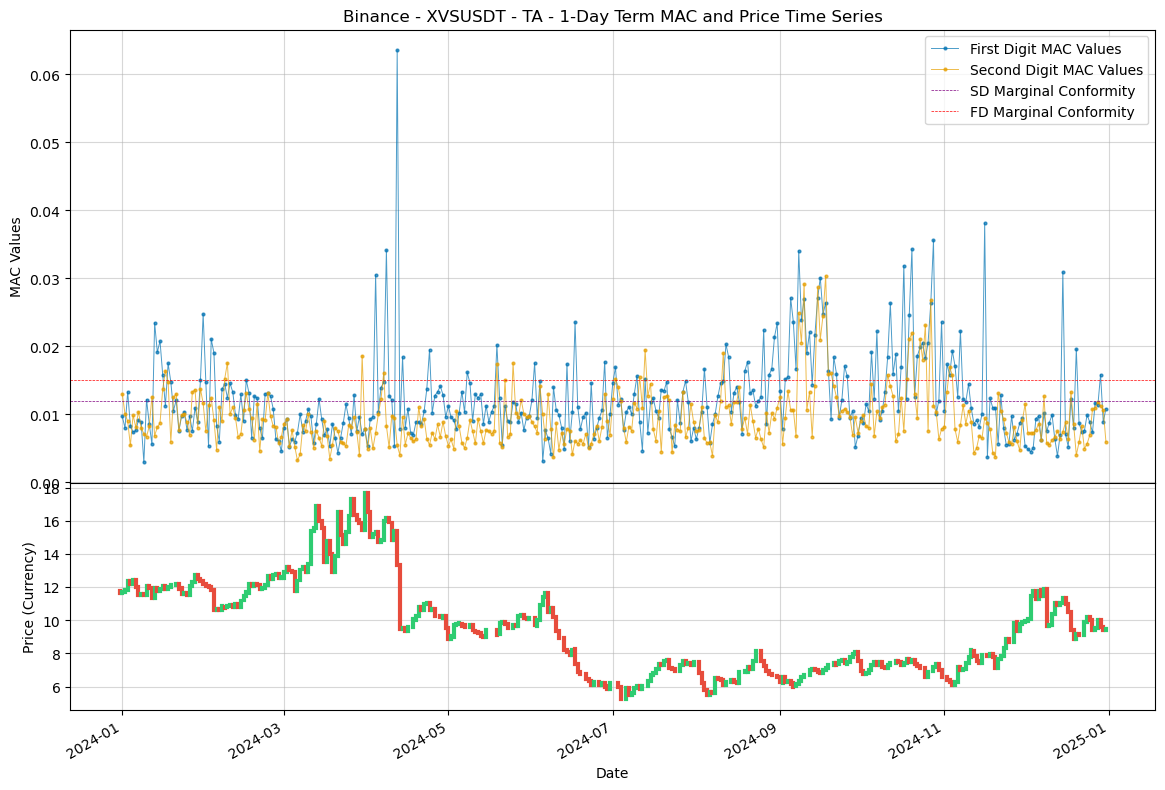 Binance - XVSUSDT - TA - 1-Day Term MAC and Price Time Series
First Digit MAC Values
Second Digit MAC Values
SD Marginal Conformity
FD Marginal Conformity
MAC Values
0.06
0.05
0.04
0.03
0.02
0.01
0.00
Price (Currency)
18
16
14
12
10
8
6
2024-01
2024-03
2024-05
2024-07
2024-09
2024-11
2025-01
Date